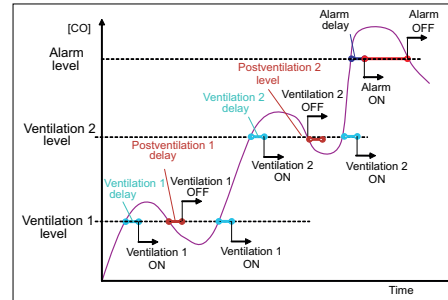 [CO]
Alarm
OFF
Alarm
delay
Alarm
level
Alarm
ON
Postventilation 2
level
Ventilation 2
OFF
Ventilation 2
delay
Ventilation 2
level
Ventilation 2
ON
Ventilation 2
ON
Postventilation 1
delay
Ventilation 1
OFF
Ventilation 1
delay
Ventilation 1
level
Ventilation 1
ON
Ventilation 1
ON
Time